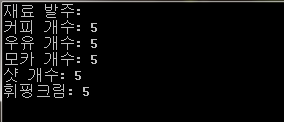 재료 발주:
커피 개수: 5
우유 개수: 5
모카 개수: 5
샷 개수: 5
휘핑크림: 5